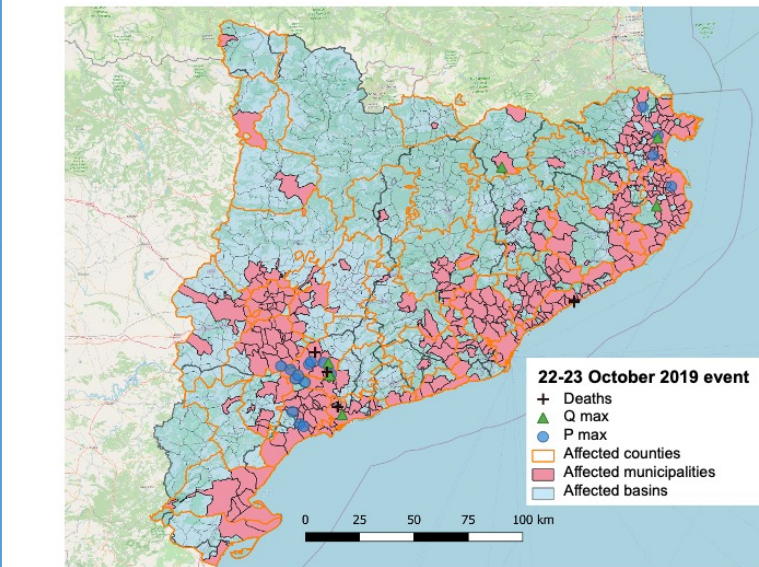 22-23 October 2019 event
Deaths
Q max
P max
Affected counties
Affected municipalities
Affected basins
0 25 50 75 100 km